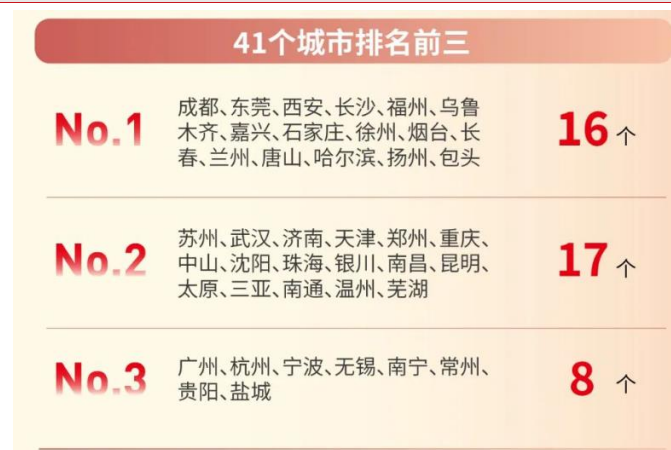 41个城市排名前三
No.1
成都、东莞、西安、长沙、福州、乌鲁
木齐、嘉兴、石家庄、徐州、烟台、长
春、兰州、唐山、哈尔滨、扬州、包头
16个
No.2
苏州、武汉、济南、天津、郑州、重庆、
中山、沈阳、珠海、银川、南昌、昆明、
太原、三亚、南通、温州、芜湖
17个
No.3
广州、杭州、宁波、无锡、南宁、常州、
贵阳、盐城
8个